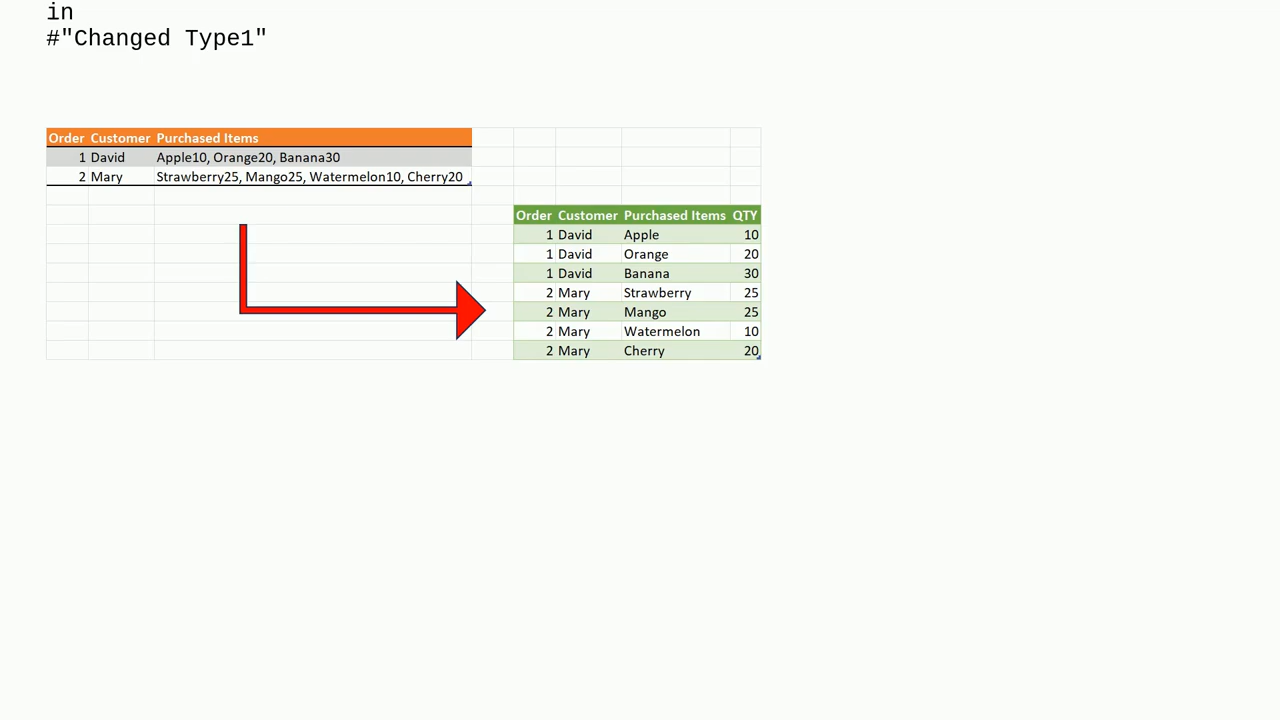 in
#"Changed Type1"
Order Customer Purchased Items
1 David Apple10, Orange20, Banana30
2 Mary Strawberry25, Mango25, Watermelon10, Cherry20
Order Customer Purchased Items QTY
1 David Apple 10
1 David Orange 20
1 David Banana 30
2 Mary Strawberry 25
2 Mary Mango 25
2 Mary Watermelon 10
2 Mary Cherry 20